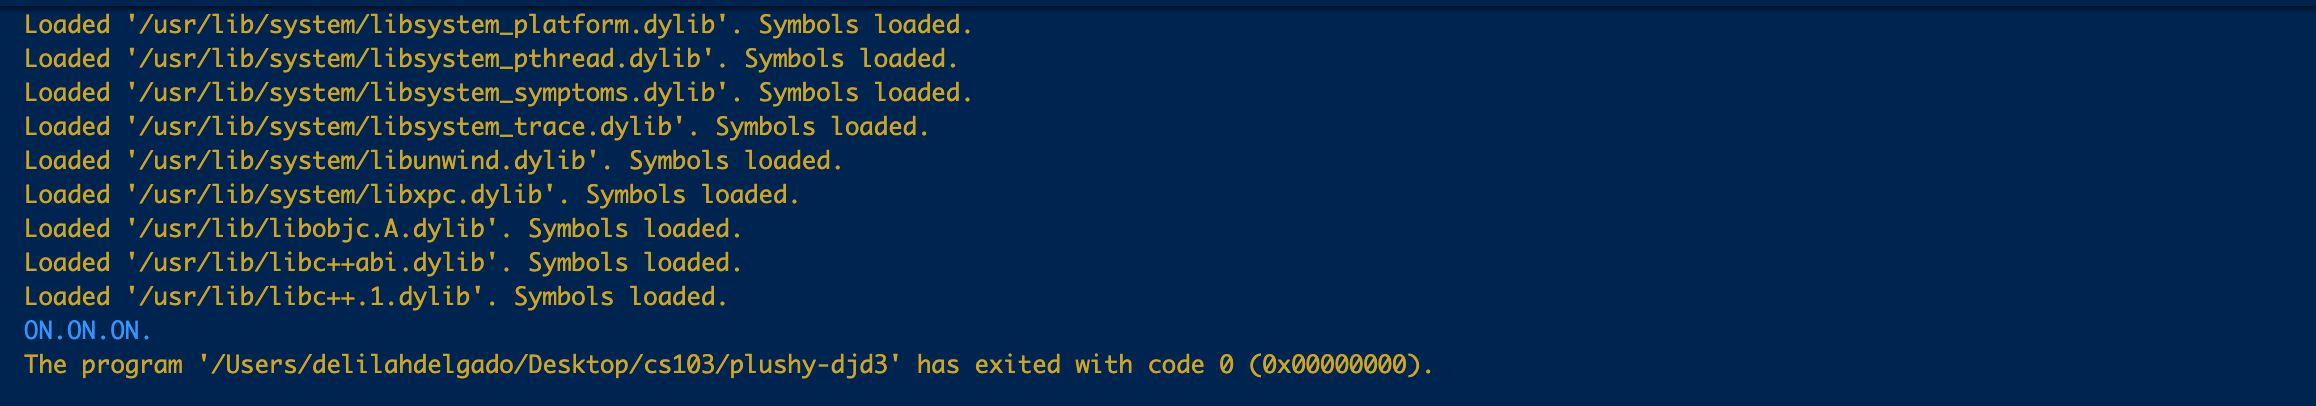 Loaded '/usr/lib/system/libsystem_platform.dylib'. Symbols loaded.
Loaded '/usr/lib/system/libsystem_pthread.dylib'. Symbols loaded.
Loaded '/usr/lib/system/libsystem_symptoms.dylib'. Symbols loaded.
Loaded '/usr/lib/system/libsystem_trace.dylib'. Symbols loaded.
Loaded '/usr/lib/system/libunwind.dylib'. Symbols loaded.
Loaded '/usr/lib/system/libxpc.dylib'. Symbols loaded.
Loaded '/usr/lib/libobjc.A.dylib'. Symbols loaded.
Loaded '/usr/lib/libc++abi.dylib'. Symbols loaded.
Loaded '/usr/lib/libc++.1.dylib'. Symbols loaded.
ON.ON.ON.
The program '/Users/delilahdelgado/Desktop/cs103/plushy-djd3' has exited with code 0 (0x00000000).